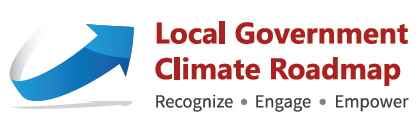 Local Government
Climate Roadmap
Recognize • Engage • Empower